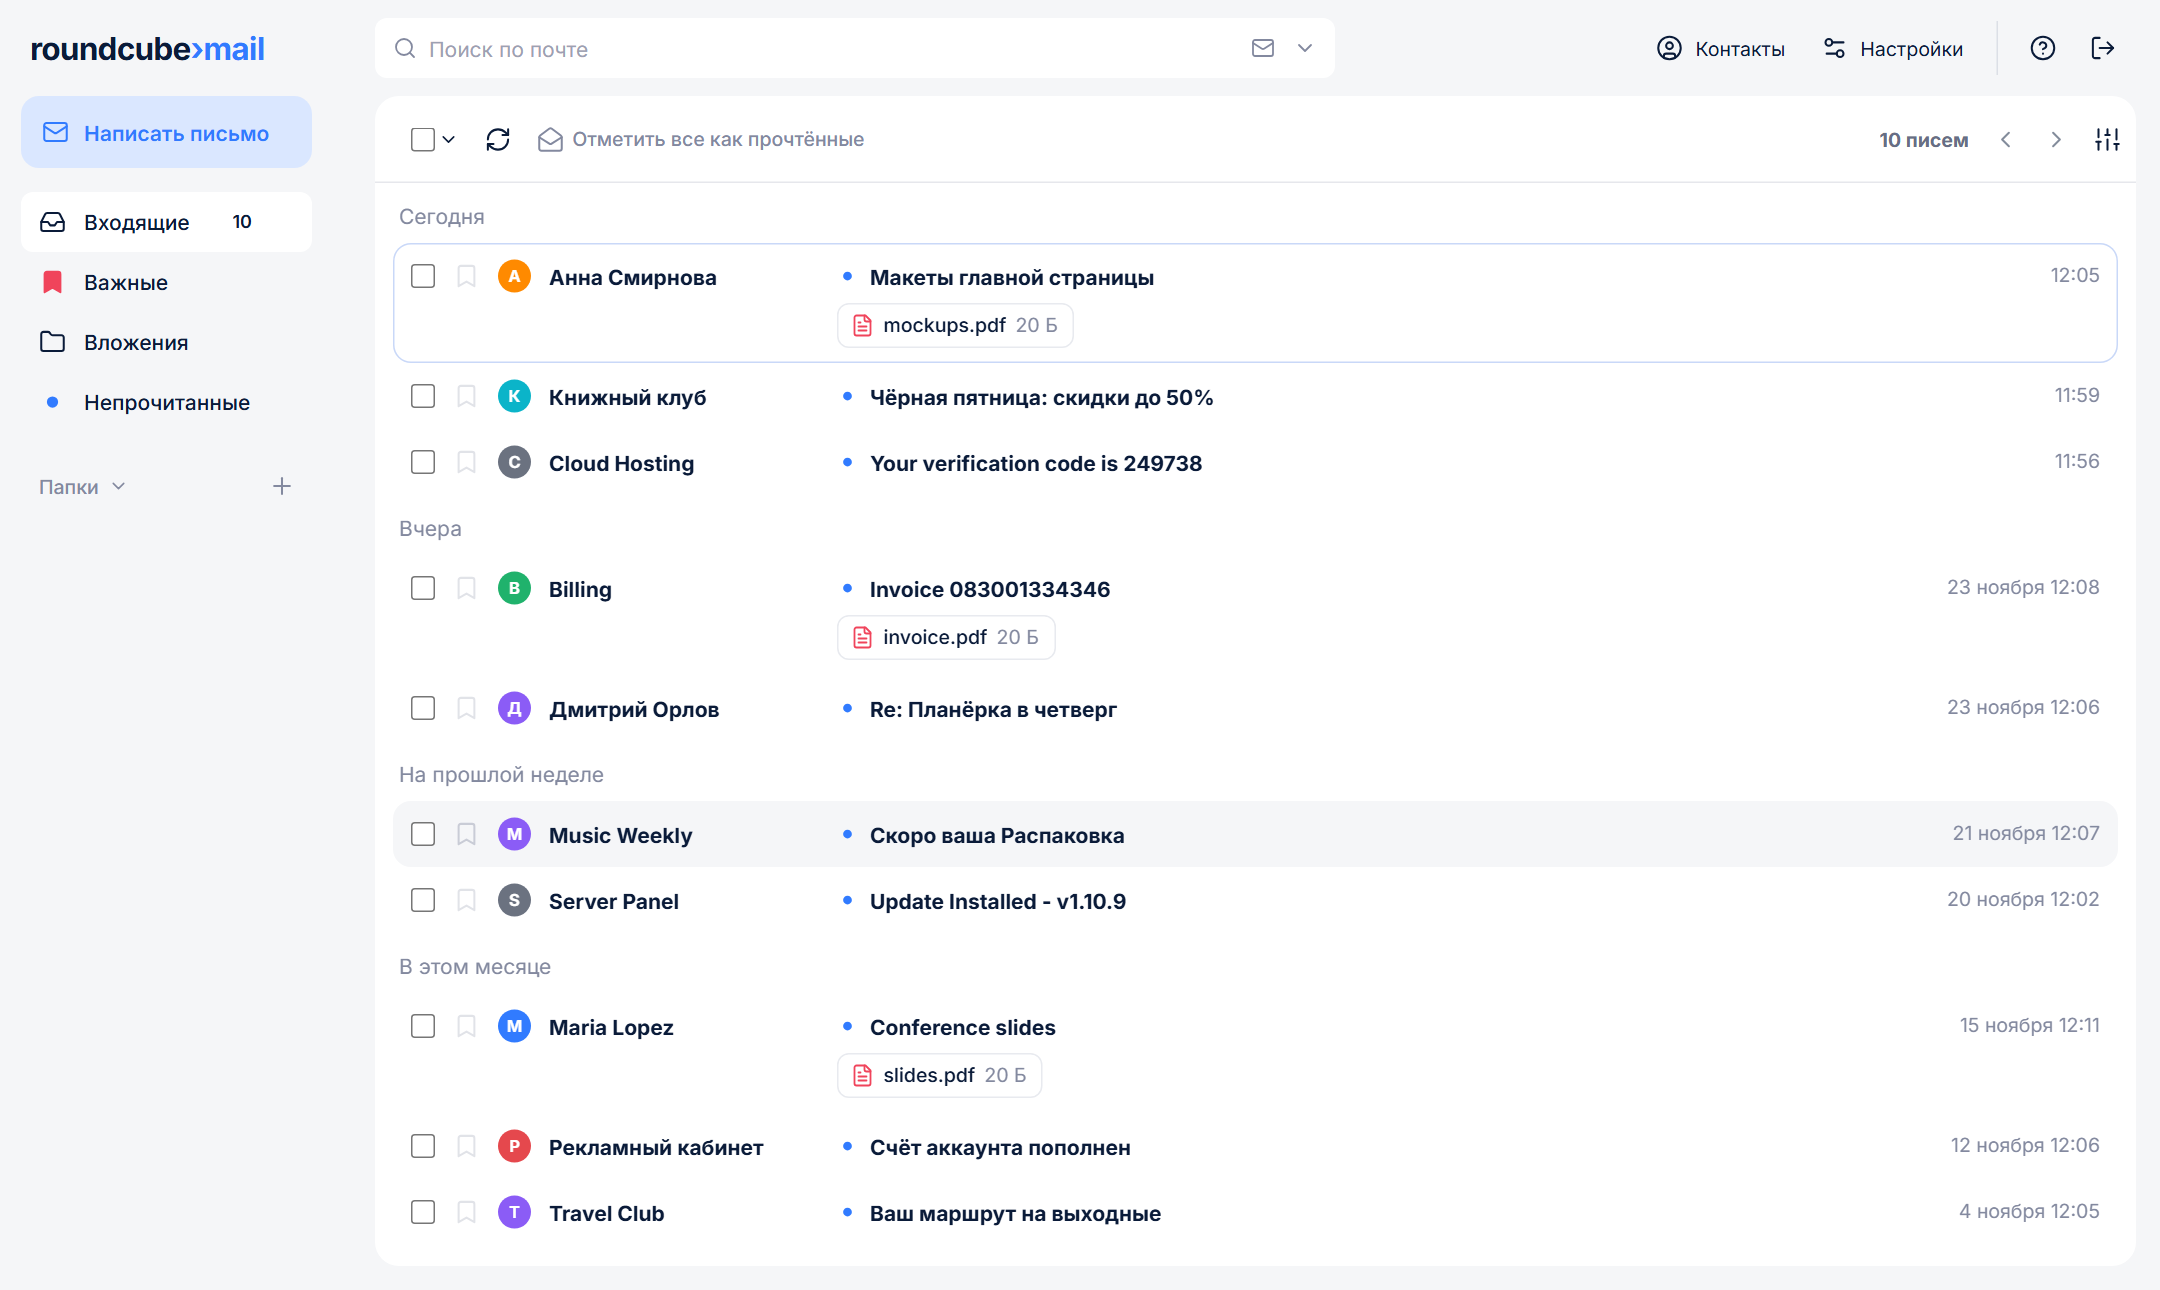 roundcube›mail
Поиск по почте
Контакты
Настройки
Написать письмо
Входящие 10
Важные
Вложения
Непрочитанные
Папки
Отметить все как прочтённые
10 писем
Сегодня
А Анна Смирнова Макеты главной страницы 12:05
mockups.pdf 20 Б
К Книжный клуб Чёрная пятница: скидки до 50% 11:59
C Cloud Hosting Your verification code is 249738 11:56
Вчера
B Billing Invoice 083001334346 23 ноября 12:08
invoice.pdf 20 Б
Д Дмитрий Орлов Re: Планёрка в четверг 23 ноября 12:06
На прошлой неделе
M Music Weekly Скоро ваша Распаковка 21 ноября 12:07
S Server Panel Update Installed - v1.10.9 20 ноября 12:02
В этом месяце
M Maria Lopez Conference slides 15 ноября 12:11
slides.pdf 20 Б
Р Рекламный кабинет Счёт аккаунта пополнен 12 ноября 12:06
T Travel Club Ваш маршрут на выходные 4 ноября 12:05